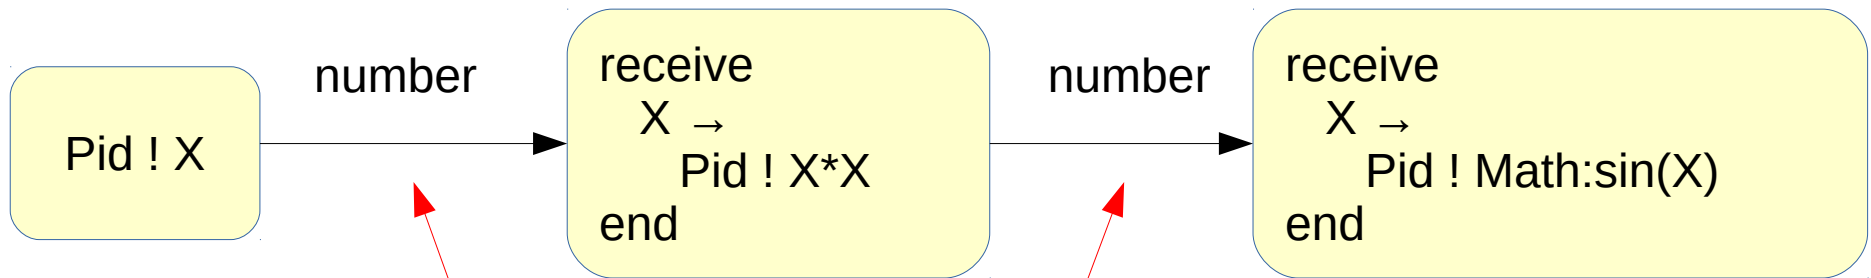 Pid ! X
number
receive
X →
Pid ! X*X
end
number
receive
X →
Pid ! Math:sin(X)
end